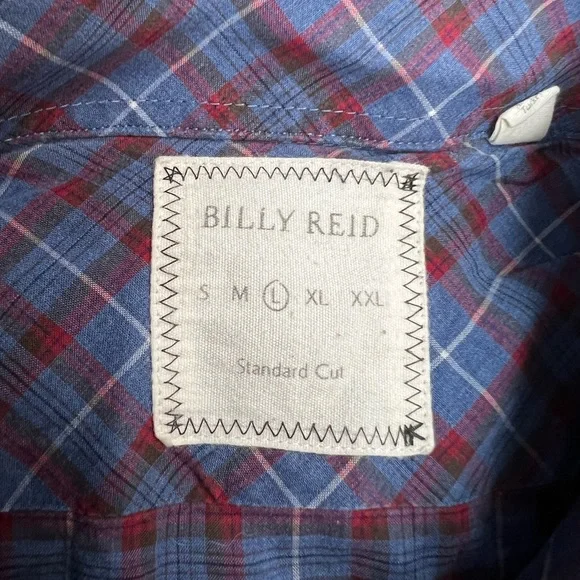 BILLY REID
S M L XL XXL
Standard Cut